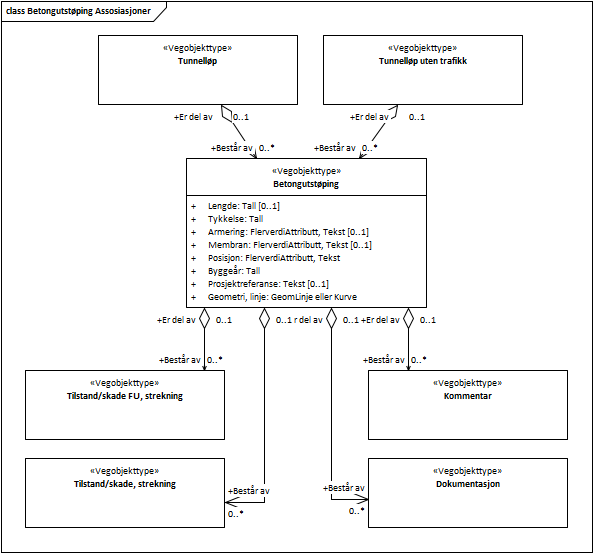 class Betongutstøping Assosiasjoner
«Vegobjekttype»
Tunnelløp
«Vegobjekttype»
Tunnelløp uten trafikk
+Er del av 0..1
+Er del av 0..1
+Består av 0..*
+Består av 0..*
«Vegobjekttype»
Betongutstøping
+ Lengde: Tall [0..1]
+ Tykkelse: Tall
+ Armering: FlerverdiAttributt, Tekst [0..1]
+ Membran: FlerverdiAttributt, Tekst [0..1]
+ Posisjon: FlerverdiAttributt, Tekst
+ Byggeår: Tall
+ Prosjektreferanse: Tekst [0..1]
+ Geometri, linje: GeomLinje eller Kurve
+Er del av 0..1 0..1 r del av 0..1 +Er del av 0..1
+Består av 0..*
+Består av 0..*
«Vegobjekttype»
Tilstand/skade FU, strekning
«Vegobjekttype»
Kommentar
«Vegobjekttype»
Tilstand/skade, strekning
+Består av
0..*
+Består av
0..*
«Vegobjekttype»
Dokumentasjon